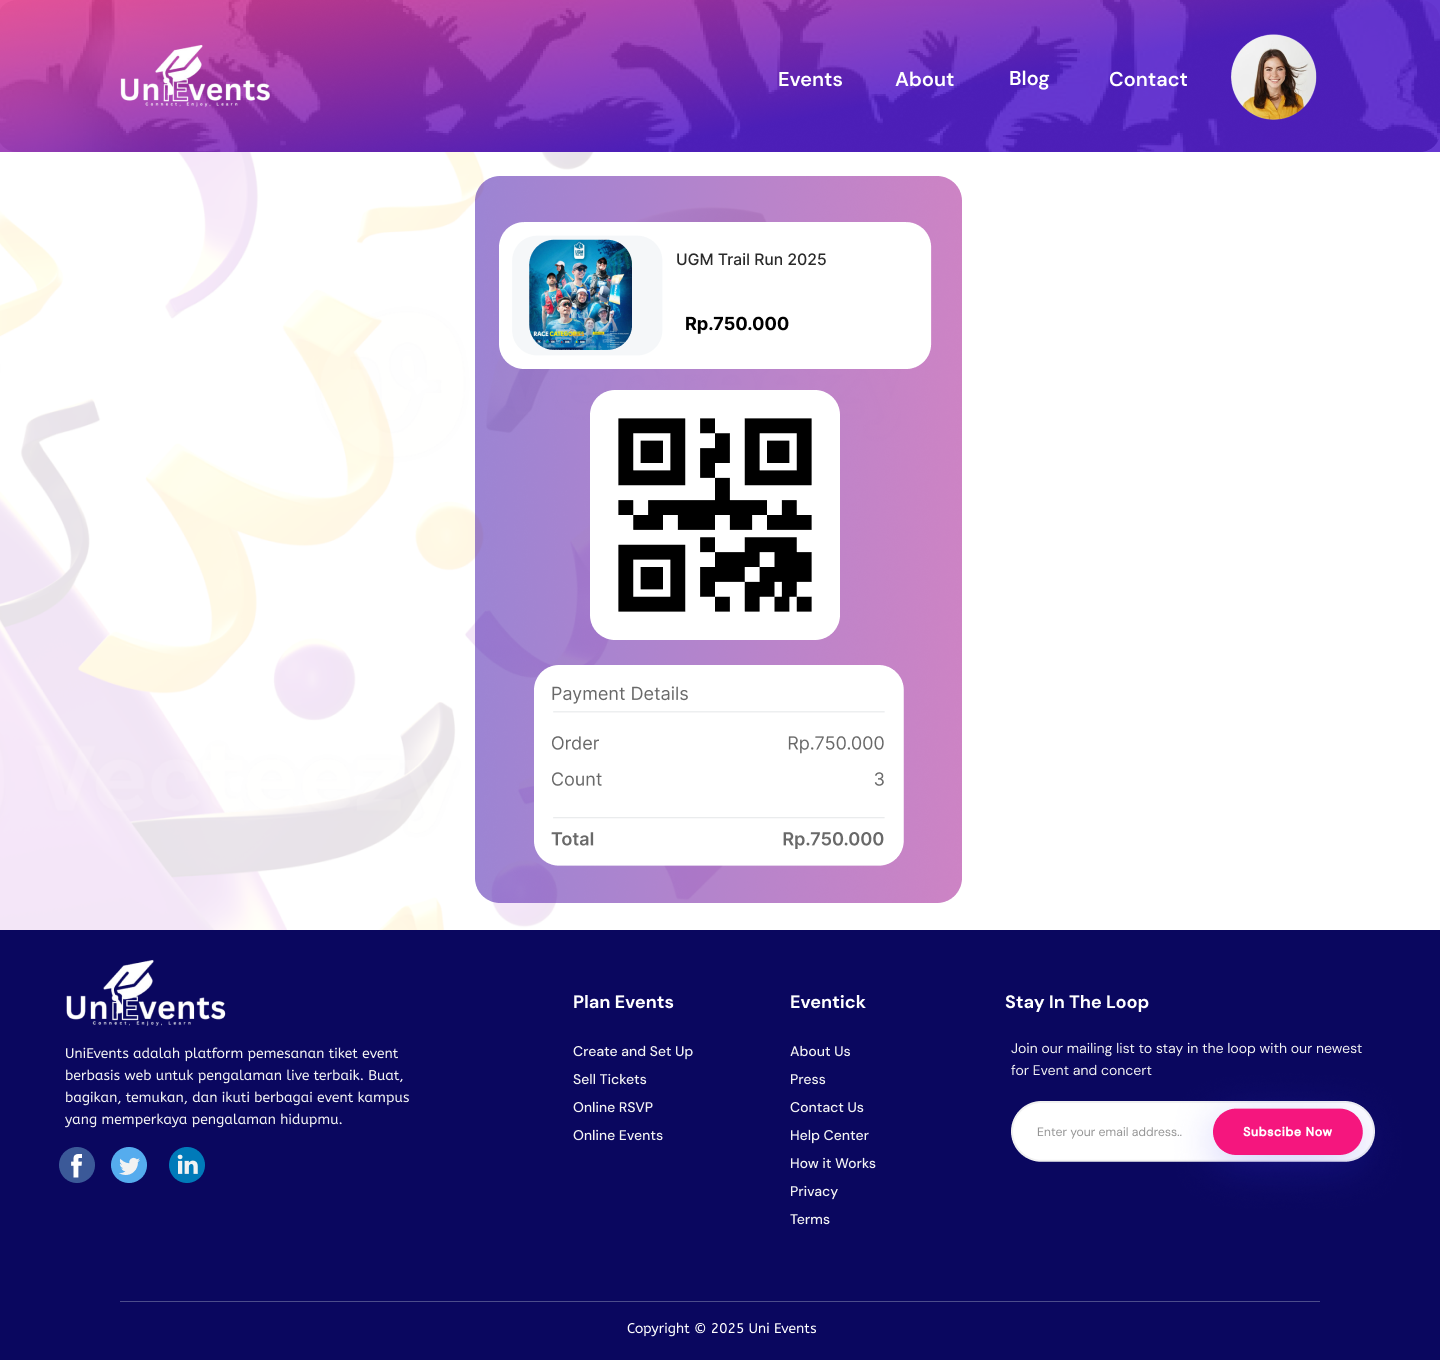 UniEvents
Connect, Enjoy, Learn
Events
About
Blog
Contact
UGM Trail Run 2025
RACE CATEGORIES
Rp.750.000
Payment Details
Order Rp.750.000
Count 3
Total Rp.750.000
UniEvents
Connect, Enjoy, Learn
UniEvents adalah platform pemesanan tiket event
berbasis web untuk pengalaman live terbaik. Buat,
bagikan, temukan, dan ikuti berbagai event kampus
yang memperkaya pengalaman hidupmu.
Plan Events
Create and Set Up
Sell Tickets
Online RSVP
Online Events
Eventick
About Us
Press
Contact Us
Help Center
How it Works
Privacy
Terms
Stay In The Loop
Join our mailing list to stay in the loop with our newest
for Event and concert
Enter your email address..
Subscibe Now
Copyright © 2025 Uni Events